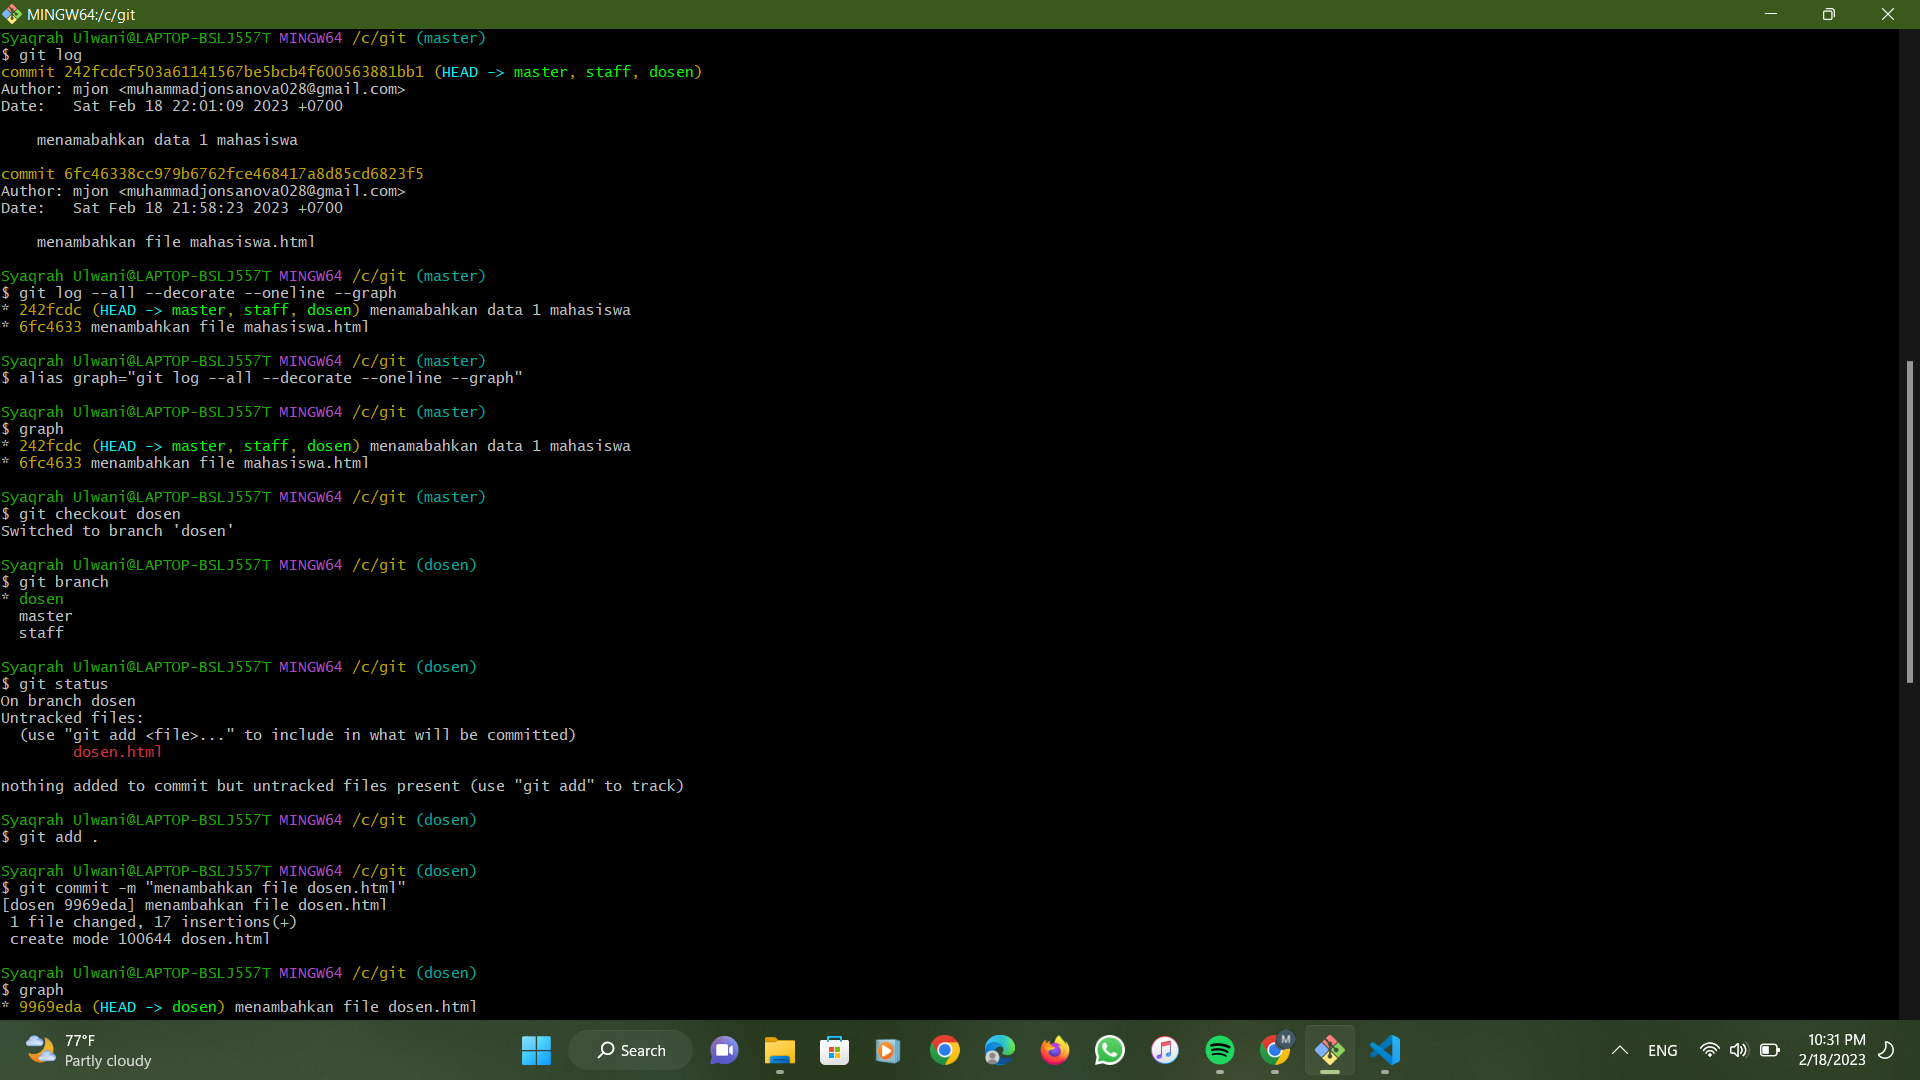 MINGW64:/c/git
Syaqrah Ulwani@LAPTOP-BSLJ557T MINGW64 /c/git (master)
$ git log
commit 242fcdcf503a61141567be5bcb4f600563881bb1 (HEAD -> master, staff, dosen)
Author: mjon <muhammadjonsanova028@gmail.com>
Date:   Sat Feb 18 22:01:09 2023 +0700
    menamabahkan data 1 mahasiswa
commit 6fc46338cc979b6762fce468417a8d85cd6823f5
Author: mjon <muhammadjonsanova028@gmail.com>
Date:   Sat Feb 18 21:58:23 2023 +0700
    menambahkan file mahasiswa.html
Syaqrah Ulwani@LAPTOP-BSLJ557T MINGW64 /c/git (master)
$ git log --all --decorate --oneline --graph
* 242fcdc (HEAD -> master, staff, dosen) menamabahkan data 1 mahasiswa
* 6fc4633 menambahkan file mahasiswa.html
Syaqrah Ulwani@LAPTOP-BSLJ557T MINGW64 /c/git (master)
$ alias graph="git log --all --decorate --oneline --graph"
Syaqrah Ulwani@LAPTOP-BSLJ557T MINGW64 /c/git (master)
$ graph
* 242fcdc (HEAD -> master, staff, dosen) menamabahkan data 1 mahasiswa
* 6fc4633 menambahkan file mahasiswa.html
Syaqrah Ulwani@LAPTOP-BSLJ557T MINGW64 /c/git (master)
$ git checkout dosen
Switched to branch 'dosen'
Syaqrah Ulwani@LAPTOP-BSLJ557T MINGW64 /c/git (dosen)
$ git branch
* dosen
  master
  staff
Syaqrah Ulwani@LAPTOP-BSLJ557T MINGW64 /c/git (dosen)
$ git status
On branch dosen
Untracked files:
  (use "git add <file>..." to include in what will be committed)
        dosen.html
nothing added to commit but untracked files present (use "git add" to track)
Syaqrah Ulwani@LAPTOP-BSLJ557T MINGW64 /c/git (dosen)
$ git add .
Syaqrah Ulwani@LAPTOP-BSLJ557T MINGW64 /c/git (dosen)
$ git commit -m "menambahkan file dosen.html"
[dosen 9969eda] menambahkan file dosen.html
 1 file changed, 17 insertions(+)
 create mode 100644 dosen.html
Syaqrah Ulwani@LAPTOP-BSLJ557T MINGW64 /c/git (dosen)
$ graph
* 9969eda (HEAD -> dosen) menambahkan file dosen.html
77°F
Partly cloudy
Search
M
ENG
10:31 PM
2/18/2023